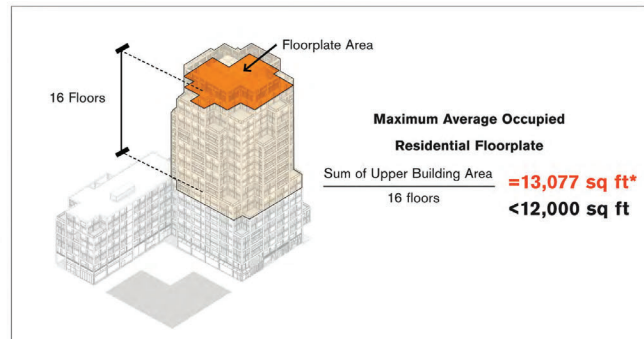 Floorplate Area
16 Floors
Maximum Average Occupied
Residential Floorplate
Sum of Upper Building Area
16 floors
=13,077 sq ft*
<12,000 sq ft